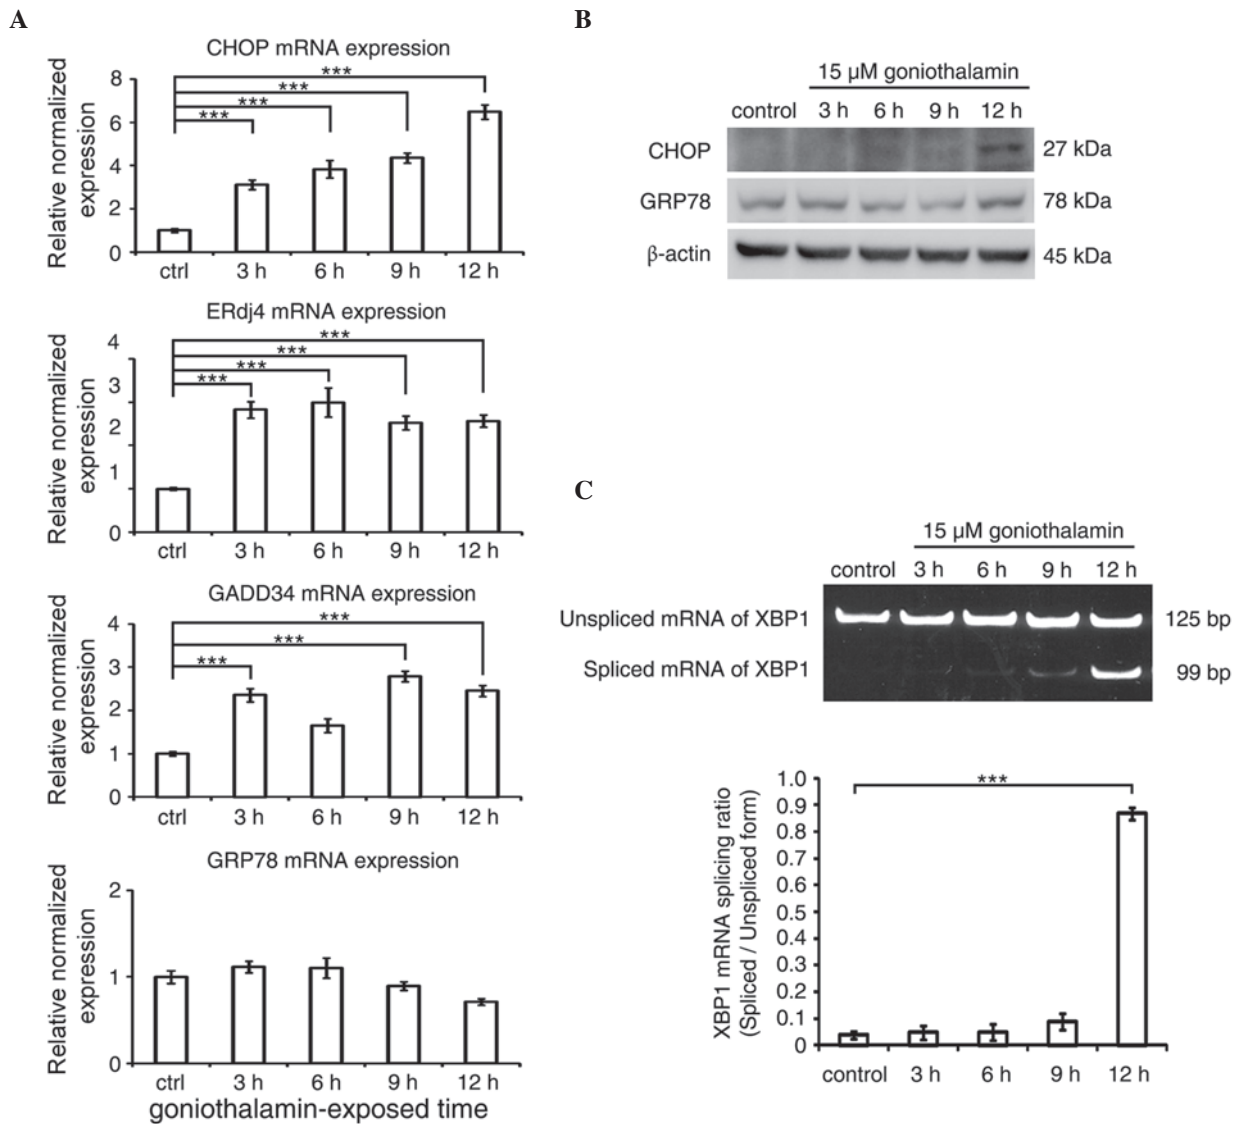 A
CHOP mRNA expression
Relative normalized
expression
8
6
4
2
0
***
***
***
***
ctrl 3 h 6 h 9 h 12 h
ERdj4 mRNA expression
Relative normalized
expression
4
3
2
1
0
***
***
***
***
ctrl 3 h 6 h 9 h 12 h
GADD34 mRNA expression
Relative normalized
expression
4
3
2
1
0
***
***
***
ctrl 3 h 6 h 9 h 12 h
GRP78 mRNA expression
Relative normalized
expression
2
1
0
ctrl 3 h 6 h 9 h 12 h
goniothalamin-exposed time
B
15 µM goniothalamin
control 3 h 6 h 9 h 12 h
CHOP 27 kDa
GRP78 78 kDa
β-actin 45 kDa
C
15 µM goniothalamin
control 3 h 6 h 9 h 12 h
Unspliced mRNA of XBP1 125 bp
Spliced mRNA of XBP1 99 bp
XBP1 mRNA splicing ratio
(Spliced / Unspliced form)
1.0
0.9
0.8
0.7
0.6
0.5
0.4
0.3
0.2
0.1
0
***
control 3 h 6 h 9 h 12 h